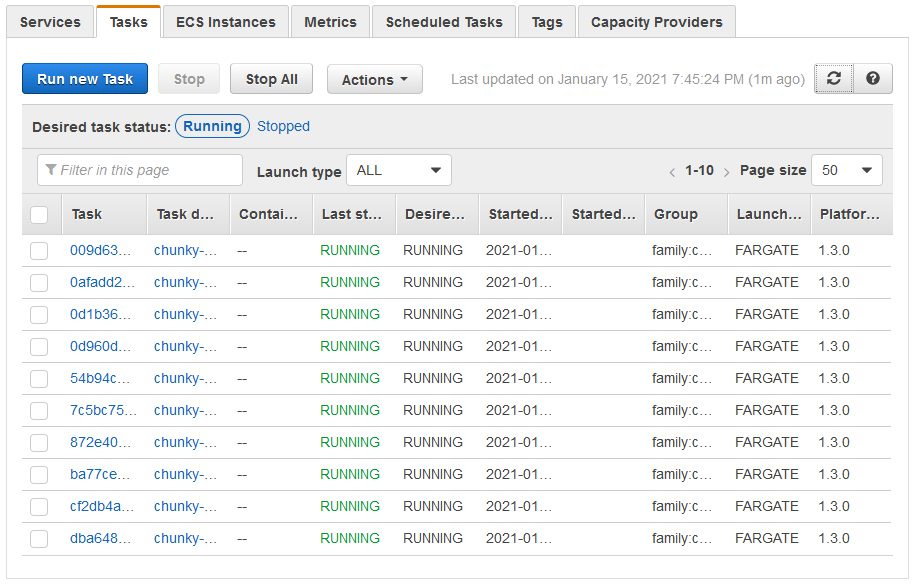 Services Tasks ECS Instances Metrics Scheduled Tasks Tags Capacity Providers
Run new Task Stop Stop All Actions Last updated on January 15, 2021 7:45:24 PM (1m ago)
Desired task status: Running Stopped
Filter in this page Launch type ALL 1-10 Page size 50
Task Task d... Contai... Last st... Desire... Started... Started... Group Launch... Platfor...
009d63... chunky-... -- RUNNING RUNNING 2021-01... family:c... FARGATE 1.3.0
0afadd2... chunky-... -- RUNNING RUNNING 2021-01... family:c... FARGATE 1.3.0
0d1b36... chunky-... -- RUNNING RUNNING 2021-01... family:c... FARGATE 1.3.0
0d960d... chunky-... -- RUNNING RUNNING 2021-01... family:c... FARGATE 1.3.0
54b94c... chunky-... -- RUNNING RUNNING 2021-01... family:c... FARGATE 1.3.0
7c5bc75... chunky-... -- RUNNING RUNNING 2021-01... family:c... FARGATE 1.3.0
872e40... chunky-... -- RUNNING RUNNING 2021-01... family:c... FARGATE 1.3.0
ba77ce... chunky-... -- RUNNING RUNNING 2021-01... family:c... FARGATE 1.3.0
cf2db4a... chunky-... -- RUNNING RUNNING 2021-01... family:c... FARGATE 1.3.0
dba648... chunky-... -- RUNNING RUNNING 2021-01... family:c... FARGATE 1.3.0